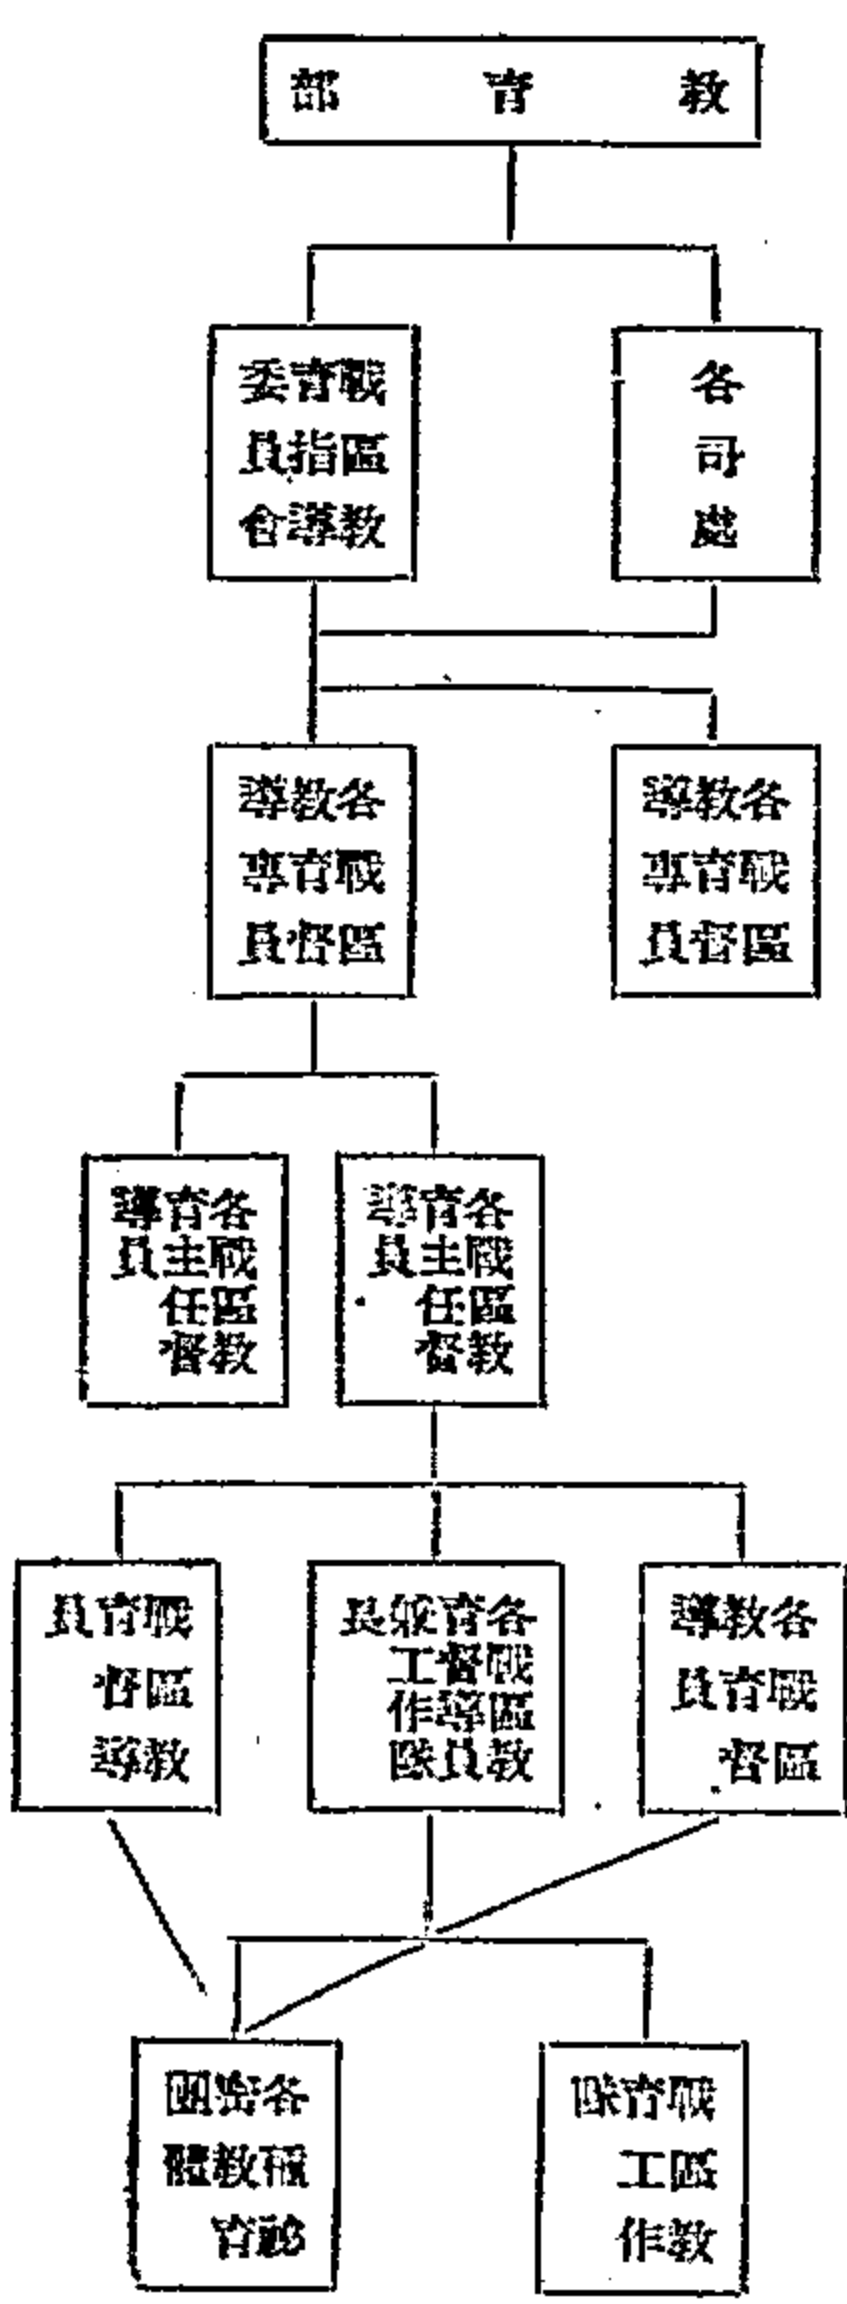 教育部
各司處
戰區教
育指導
委員會
各戰區
教育督
導專員
各戰區
教育督
導專員
各戰區教
育主任督
導員
各戰區教
育主任督
導員
各戰區
教育督
導員
各戰區教
育督導員
工作隊
長
戰區教
育督導
員
戰區教
育工作
隊
各種祕
密教育
團體